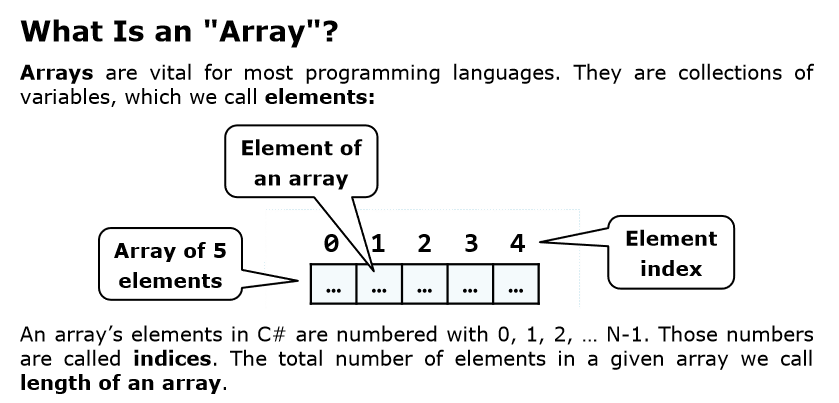 What Is an "Array"?
Arrays are vital for most programming languages. They are collections of
variables, which we call elements:
Element of
an array
Array of 5
elements
0 1 2 3 4
Element
index
... ... ... ... ...
An array’s elements in C# are numbered with 0, 1, 2, … N-1. Those numbers
are called indices. The total number of elements in a given array we call
length of an array.